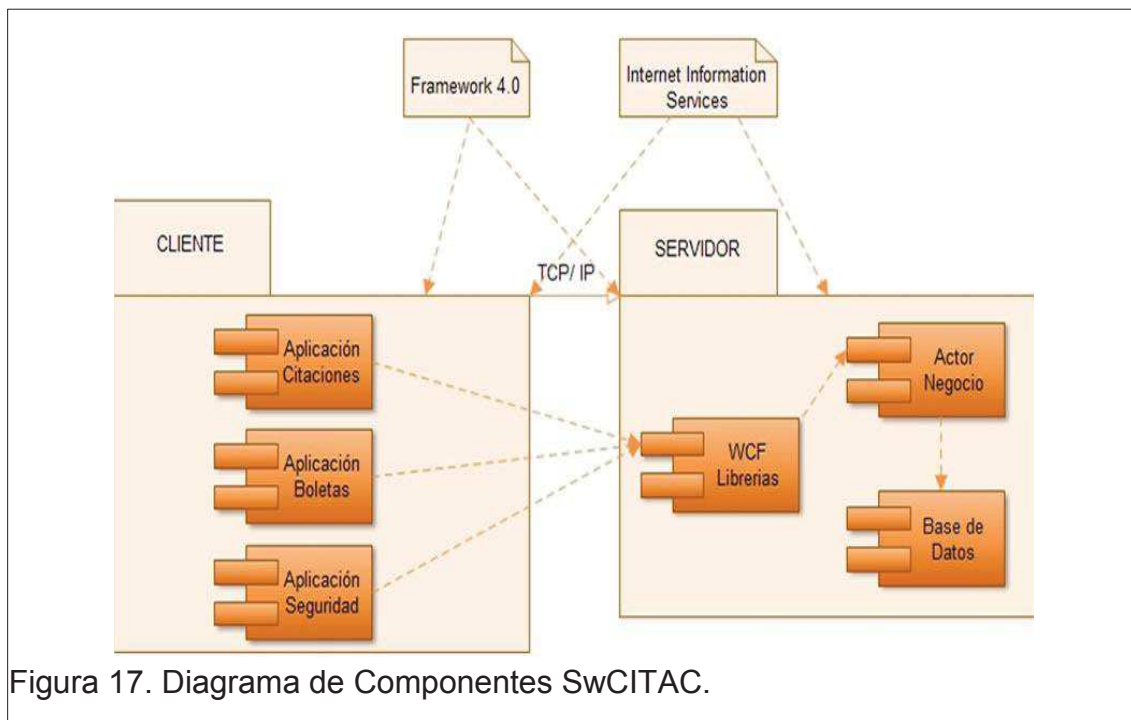 Framework 4.0
Internet Information
Services
CLIENTE
SERVIDOR
TCP/ IP
Aplicación
Citaciones
Actor
Negocio
WCF
Librerias
Aplicación
Boletas
Base de
Datos
Aplicación
Seguridad
Figura 17. Diagrama de Componentes SwCITAC.